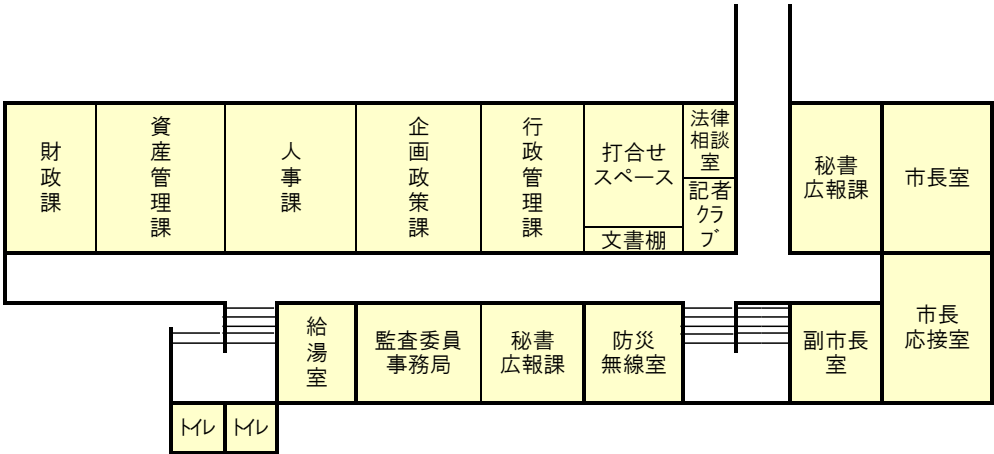 財政課
資産管理課
人事課
企画政策課
行政管理課
打合せ
スペース
文書棚
法律
相談
室
記者
クラ
ブ
秘書
広報課
市長室
給湯室
監査委員
事務局
秘書
広報課
防災
無線室
副市長
室
市長
応接室
トイレ
トイレ